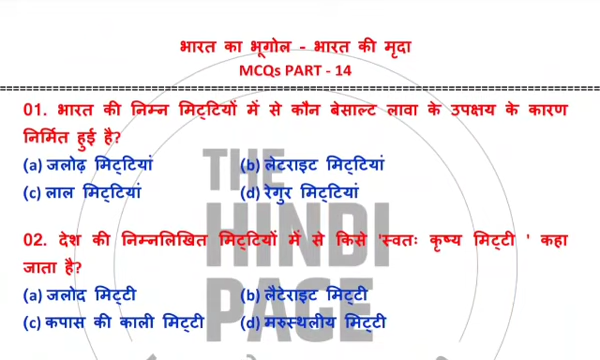 भारत का भूगोल - भारत की मृदा
MCQs PART - 14
01. भारत की निम्न मिट्टियों में से कौन बेसाल्ट लावा के उपक्षय के कारण
निर्मित हुई है?
(a) जलोढ़ मिट्टियां (b) लेटराइट मिट्टियां
(c) लाल मिट्टियां (d) रेगुर मिट्टियां
02. देश की निम्नलिखित मिट्टियों में से किसे 'स्वतः कृष्य मिट्टी ' कहा
जाता है?
(a) जलोद मिट्टी (b) लैटेराइट मिट्टी
(c) कपास की काली मिट्टी (d) मरुस्थलीय मिट्टी
THE
HINDI
PAGE